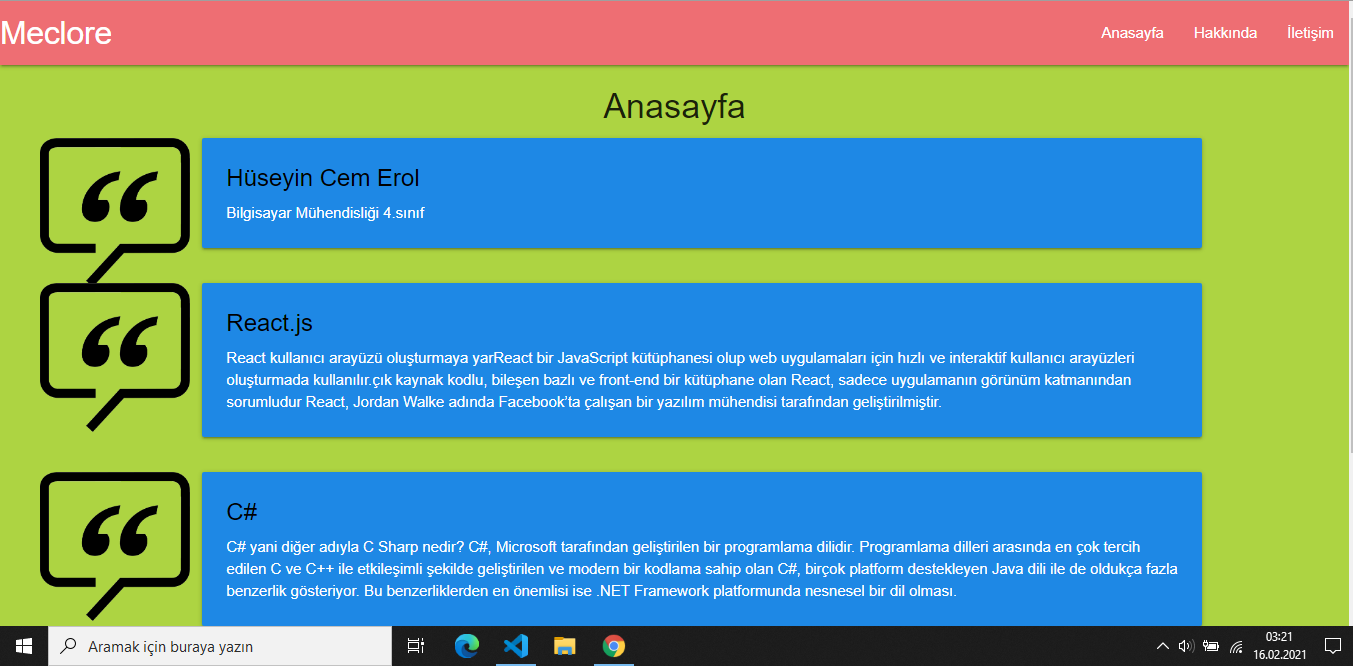 Meclore
Anasayfa Hakkında İletişim
Anasayfa
Hüseyin Cem Erol
Bilgisayar Mühendisliği 4.sınıf
React.js
React kullanıcı arayüzü oluşturmaya yarReact bir JavaScript kütüphanesi olup web uygulamaları için hızlı ve interaktif kullanıcı arayüzleri
oluşturmada kullanılır.çık kaynak kodlu, bileşen bazlı ve front-end bir kütüphane olan React, sadece uygulamanın görünüm katmanından
sorumludur React, Jordan Walke adında Facebook’ta çalışan bir yazılım mühendisi tarafından geliştirilmiştir.
C#
C# yani diğer adıyla C Sharp nedir? C#, Microsoft tarafından geliştirilen bir programlama dilidir. Programlama dilleri arasında en çok tercih
edilen C ve C++ ile etkileşimli şekilde geliştirilen ve modern bir kodlama sahip olan C#, birçok platform destekleyen Java dili ile de oldukça fazla
benzerlik gösteriyor. Bu benzerliklerden en önemlisi ise .NET Framework platformunda nesnesel bir dil olması.
Aramak için buraya yazın
03:21
16.02.2021